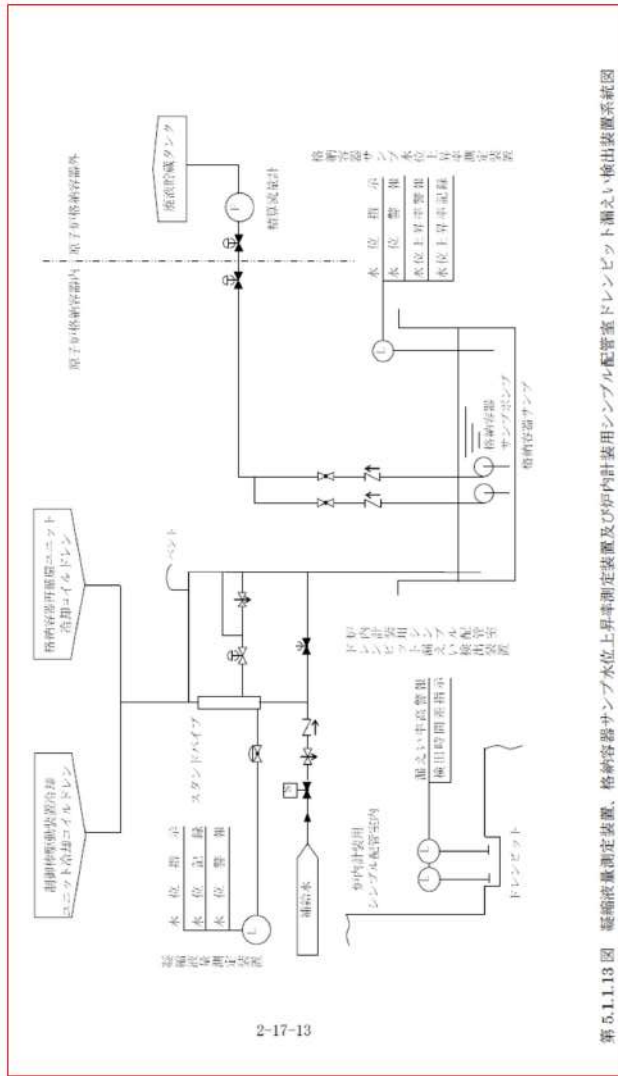 制御棒駆動装置冷却
ユニット冷却コイルドレン
格納容器再循環ユニット
冷却コイルドレン
原子炉格納容器内
原子炉格納容器外
廃液貯蔵タンク
F
積算流量計
ベント
スタンドパイプ
凝縮液量測定装置
水位指示
水位記録
水位警報
L
S
補給水
格納容器サンプ水位上昇率測定装置
水位指示
水位警報
水位上昇率警報
水位上昇率記録
L
格納容器
サンプポンプ
格納容器サンプ
炉内計装用シンブル配管室
ドレンピット漏えい検出装置
漏えい率高警報
検出時間差指示
L
L
炉内計装用
シンブル配管室内
ドレンピット
第 5.1.1.13 図 凝縮液量測定装置、格納容器サンプ水位上昇率測定装置及び炉内計装用シンブル配管室ドレンピット漏えい検出装置系統図
2-17-13